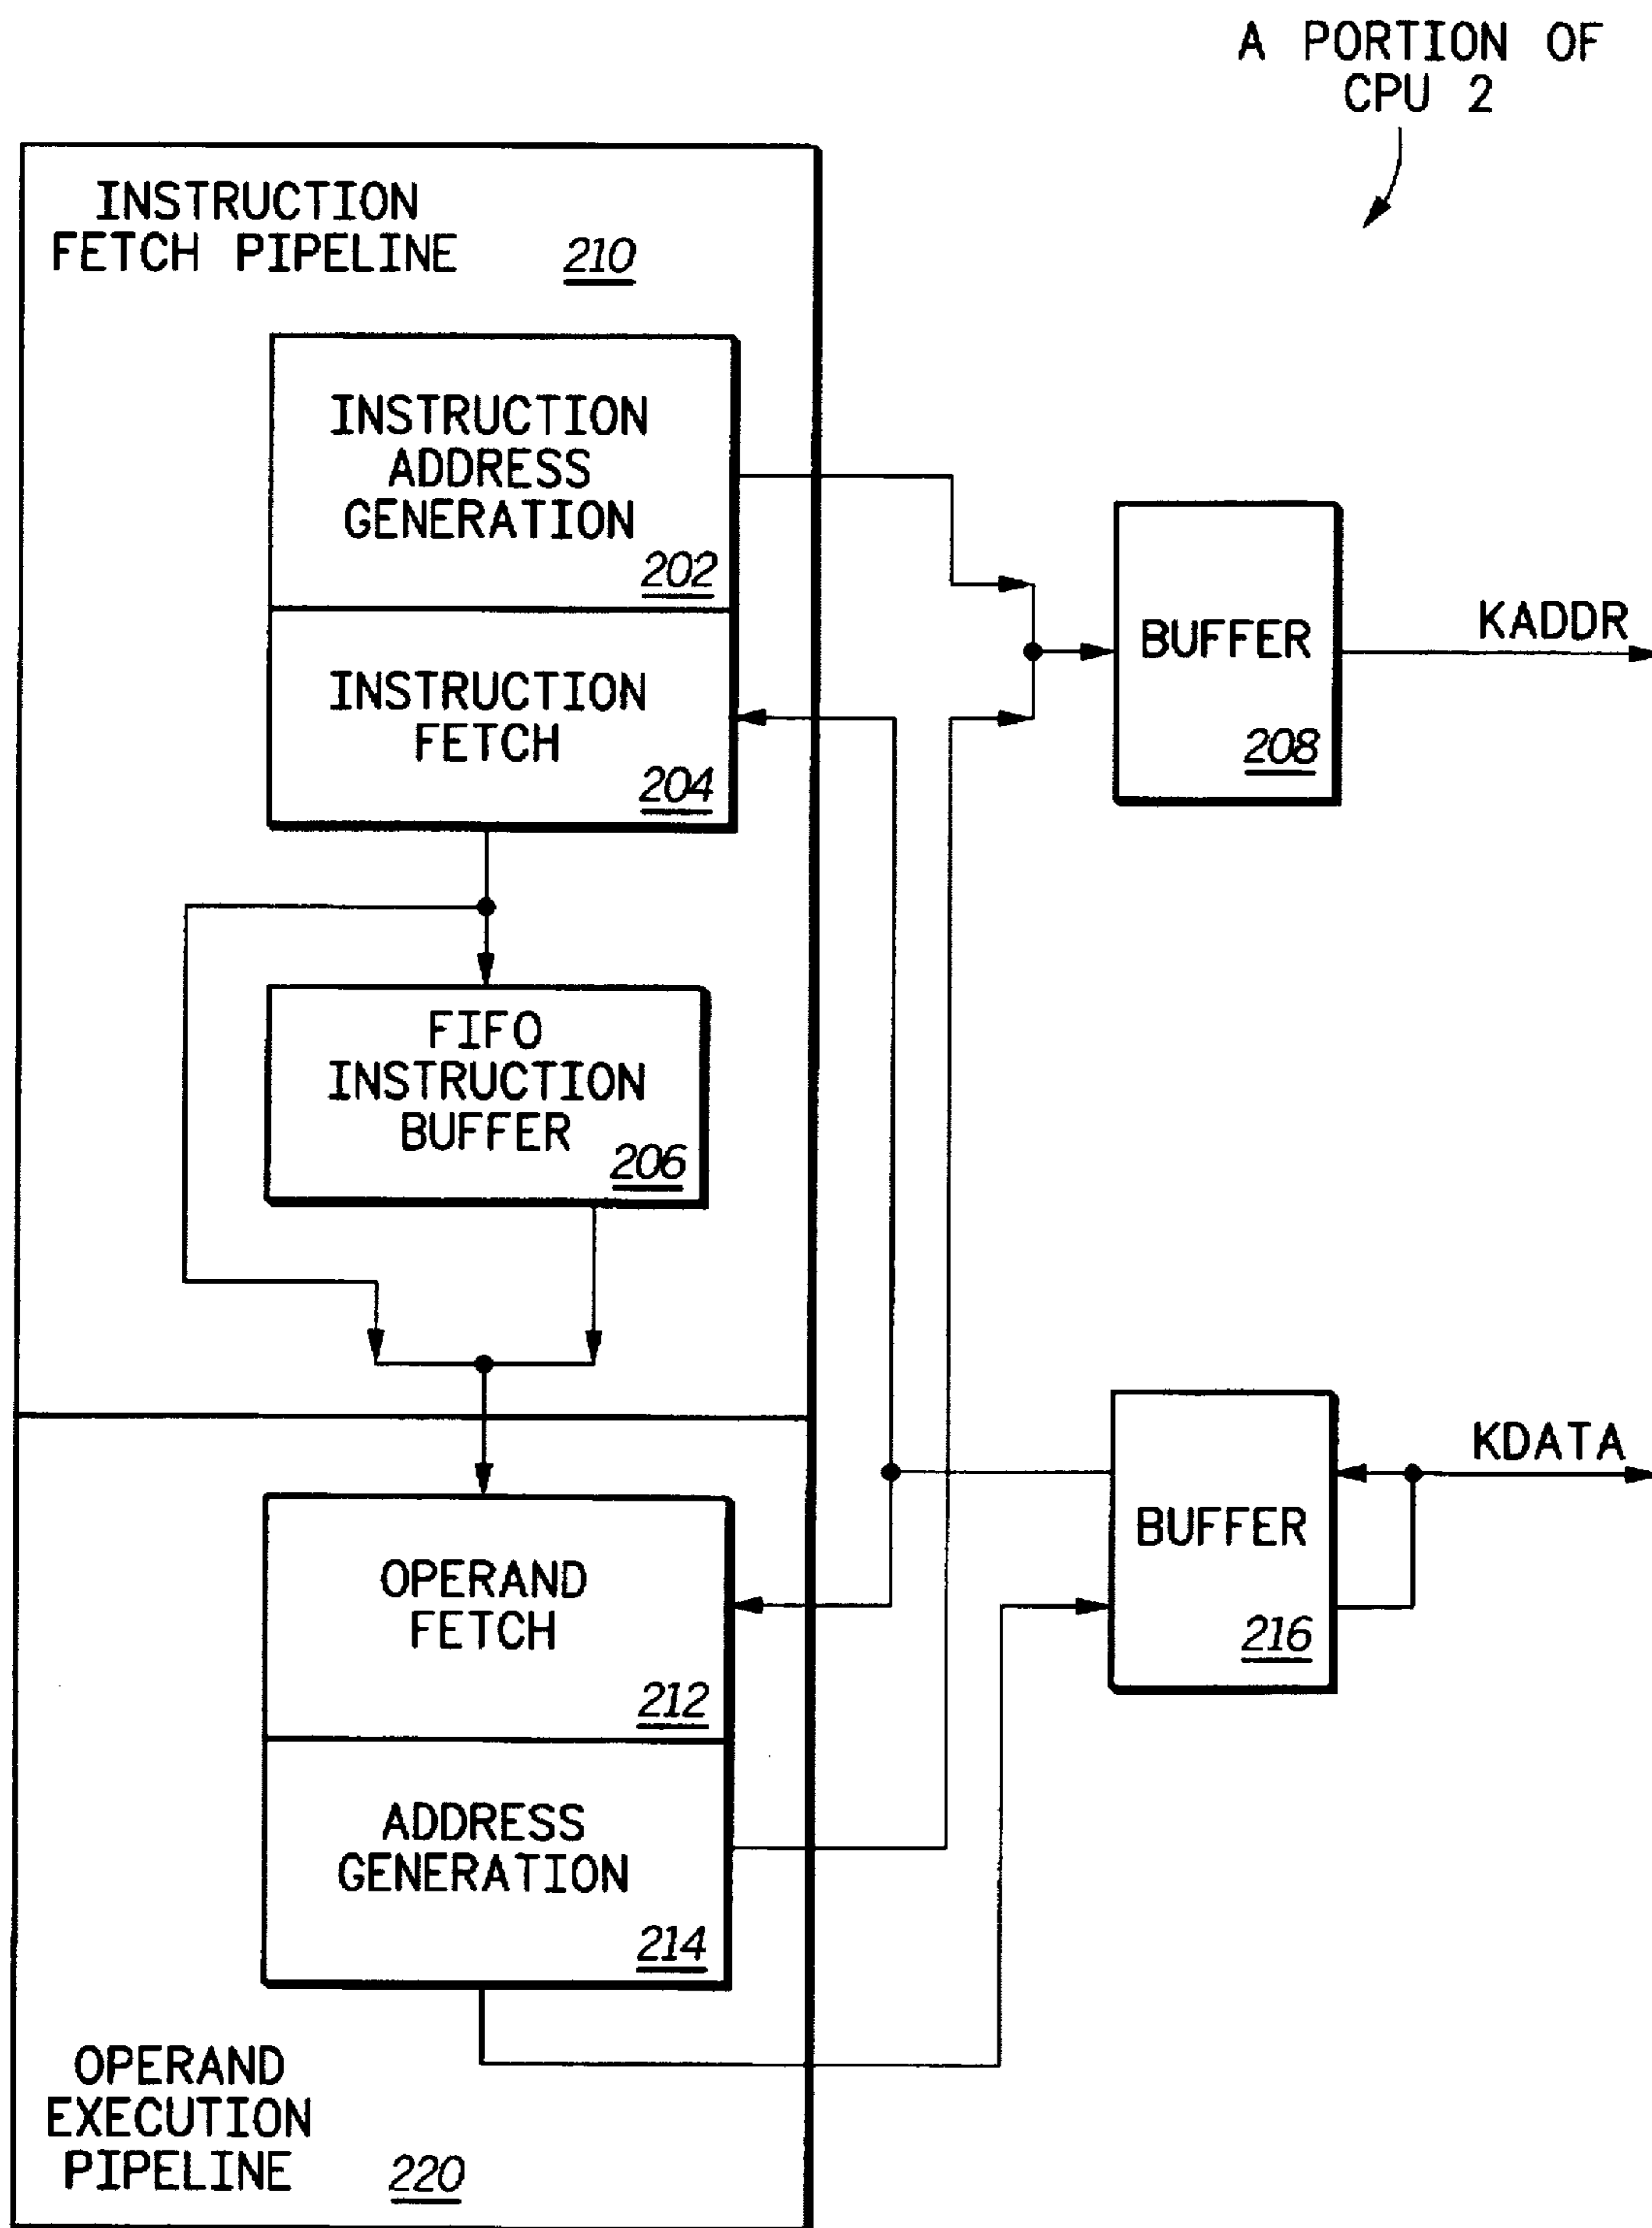 A PORTION OF
CPU 2
INSTRUCTION
FETCH PIPELINE 210
INSTRUCTION
ADDRESS
GENERATION
202
INSTRUCTION
FETCH
204
BUFFER
208
KADDR
FIFO
INSTRUCTION
BUFFER
206
OPERAND
FETCH
212
BUFFER
216
KDATA
ADDRESS
GENERATION
214
OPERAND
EXECUTION
PIPELINE 220